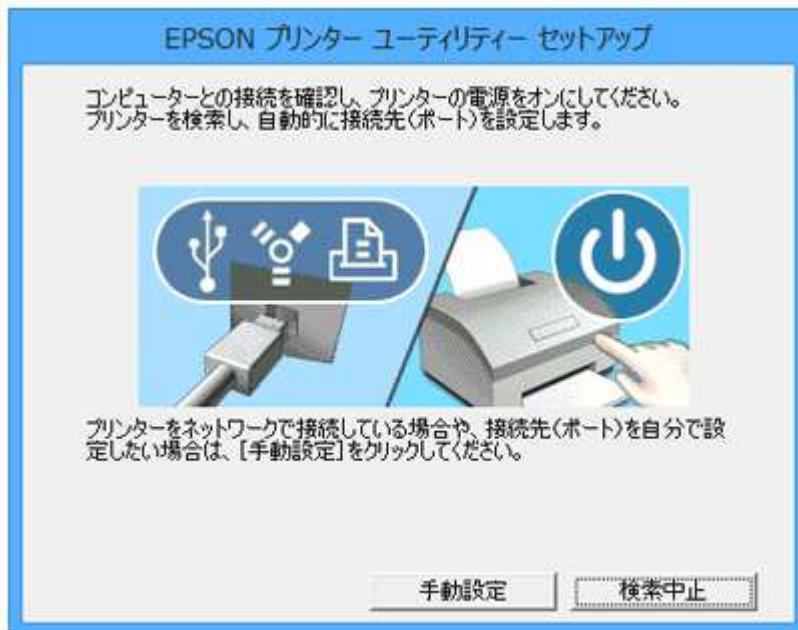 EPSON プリンター ユーティリティー セットアップ
コンピューターとの接続を確認し、プリンターの電源をオンにしてください。
プリンターを検索し、自動的に接続先(ポート)を設定します。
プリンターをネットワークで接続している場合や、接続先(ポート)を自分で設
定したい場合は、[手動設定]をクリックしてください。
手動設定
検索中止